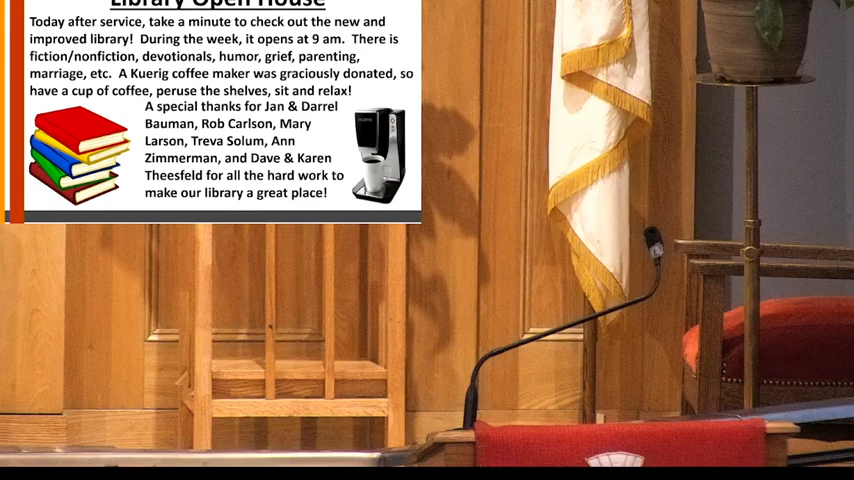 Library Open House
Today after service, take a minute to check out the new and
improved library! During the week, it opens at 9 am. There is
fiction/nonfiction, devotionals, humor, grief, parenting,
marriage, etc. A Kuerig coffee maker was graciously donated, so
have a cup of coffee, peruse the shelves, sit and relax!
A special thanks for Jan & Darrel
Bauman, Rob Carlson, Mary
Larson, Treva Solum, Ann
Zimmerman, and Dave & Karen
Theesfeld for all the hard work to
make our library a great place!